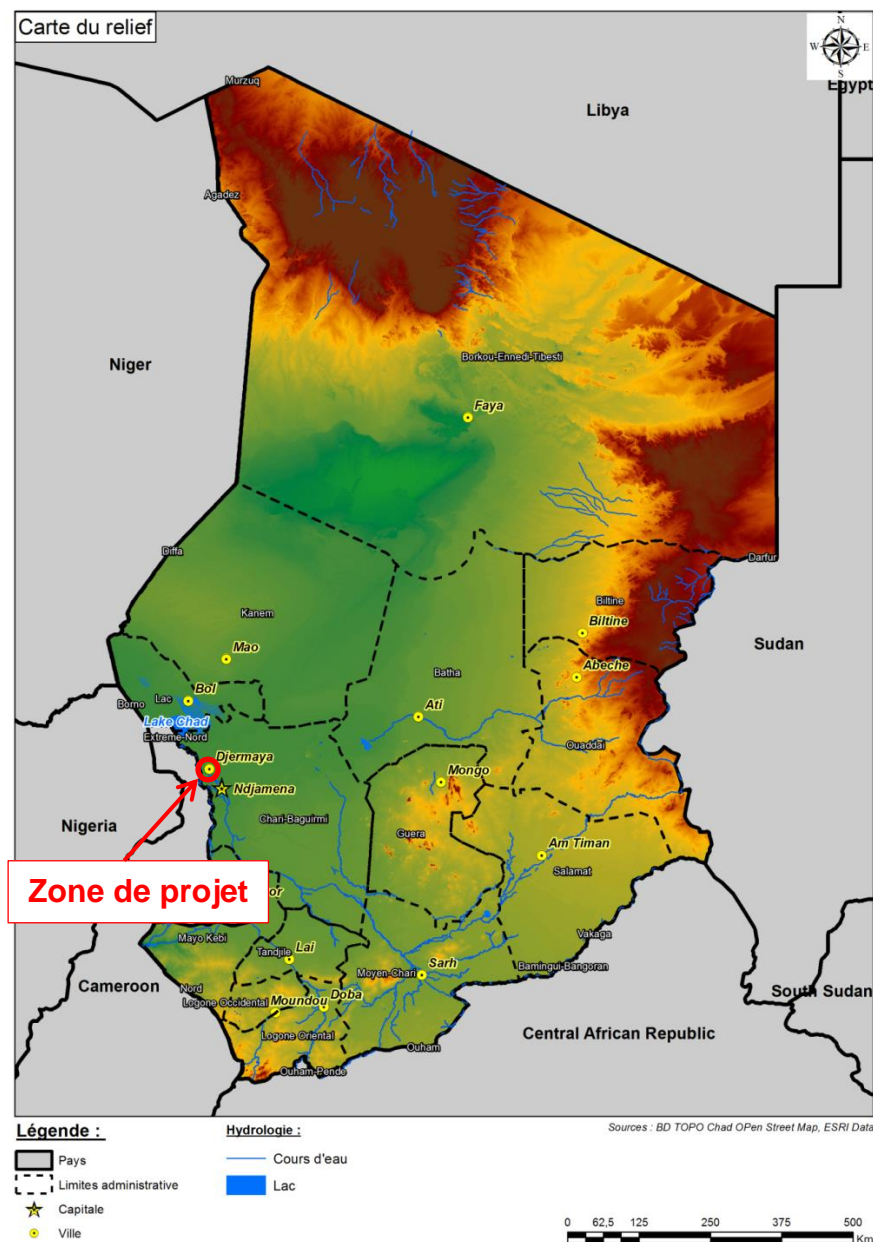 Carte du relief
N
W
E
S
Murzuq
Egypt
Libya
Agadez
Niger
Borkou-Ennedi-Tibesti
Faya
Diffa
Darfur
Kanem
Biltine
Biltine
Mao
Sudan
Abeche
Batha
Bol
Lac
Borno
Ati
Lake Chad
Extreme-Nord
Ouaddai
Djermaya
Mongo
Ndjamena
Nigeria
Chari-Baguirmi
Guera
Am Timan
Salamat
Zone de projet
or
Mayo Kebi
Vakaga
Tandjile
Lai
Moyen-Chari
Sarh
Bamingui-Bangoran
Cameroon
Nord
South Sudan
Logone Occidental
Moundou
Doba
Central African Republic
Logone Oriental
Ouham
Ouham-Pende
Légende :
Hydrologie :
Sources : BD TOPO Chad OPen Street Map, ESRI Data
Pays
Cours d'eau
Limites administrative
Lac
Capitale
Ville
0 62,5 125 250 375 500
Km